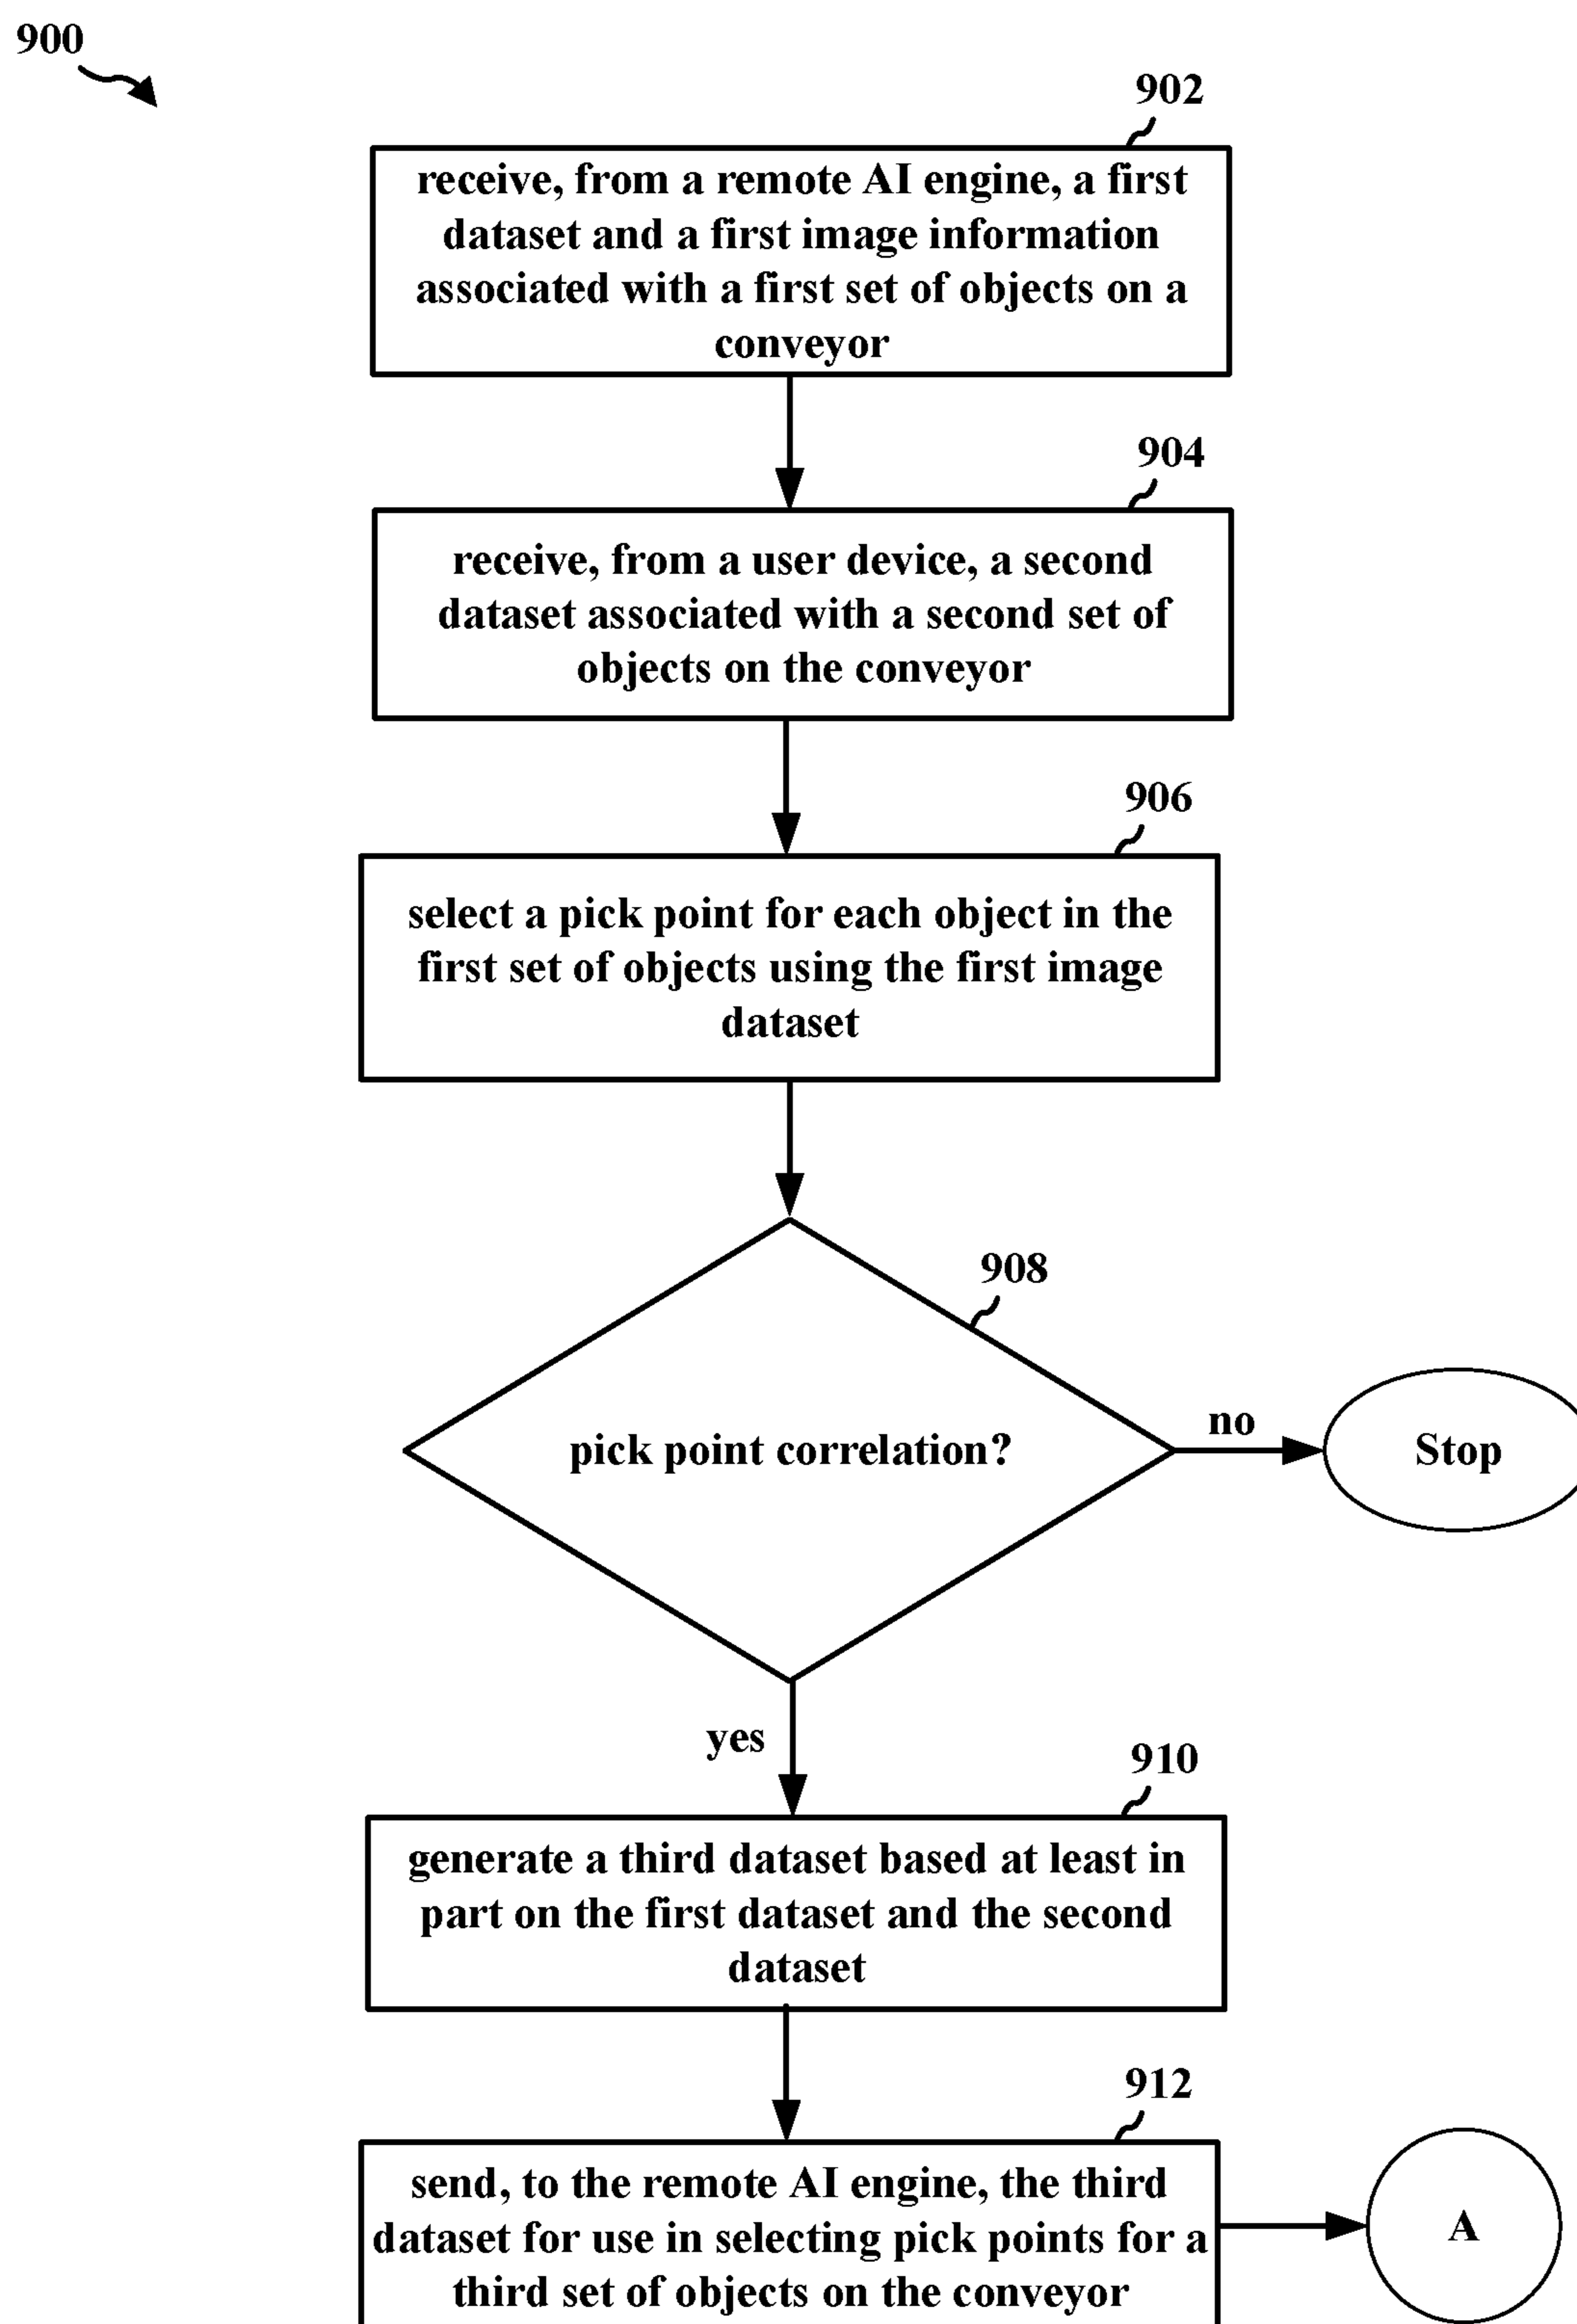 900
902
receive, from a remote AI engine, a first
dataset and a first image information
associated with a first set of objects on a
conveyor
904
receive, from a user device, a second
dataset associated with a second set of
objects on the conveyor
906
select a pick point for each object in the
first set of objects using the first image
dataset
908
pick point correlation?
no
Stop
yes
910
generate a third dataset based at least in
part on the first dataset and the second
dataset
912
send, to the remote AI engine, the third
dataset for use in selecting pick points for a
third set of objects on the conveyor
A